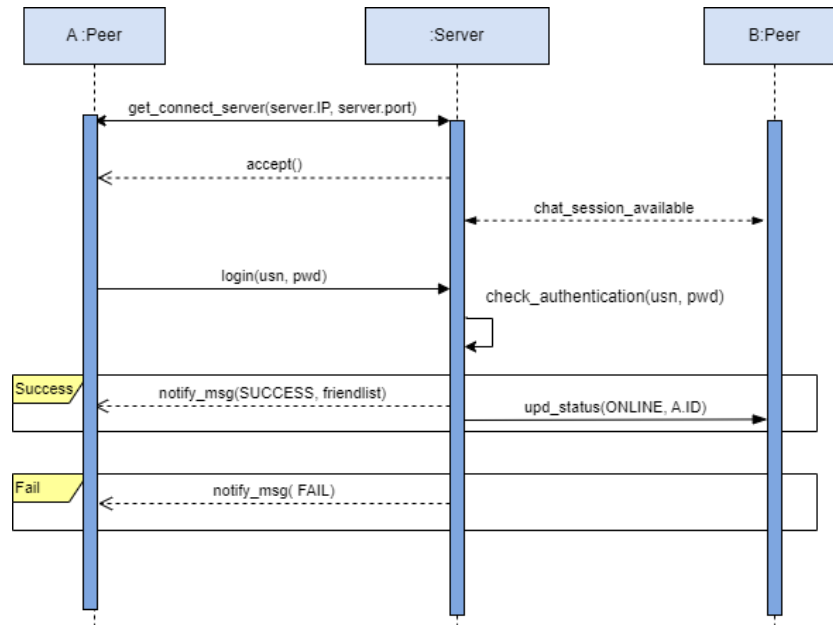 A :Peer
:Server
B:Peer
get_connect_server(server.IP, server.port)
accept()
chat_session_available
login(usn, pwd)
check_authentication(usn, pwd)
Success
notify_msg(SUCCESS, friendlist)
upd_status(ONLINE, A.ID)
Fail
notify_msg( FAIL)